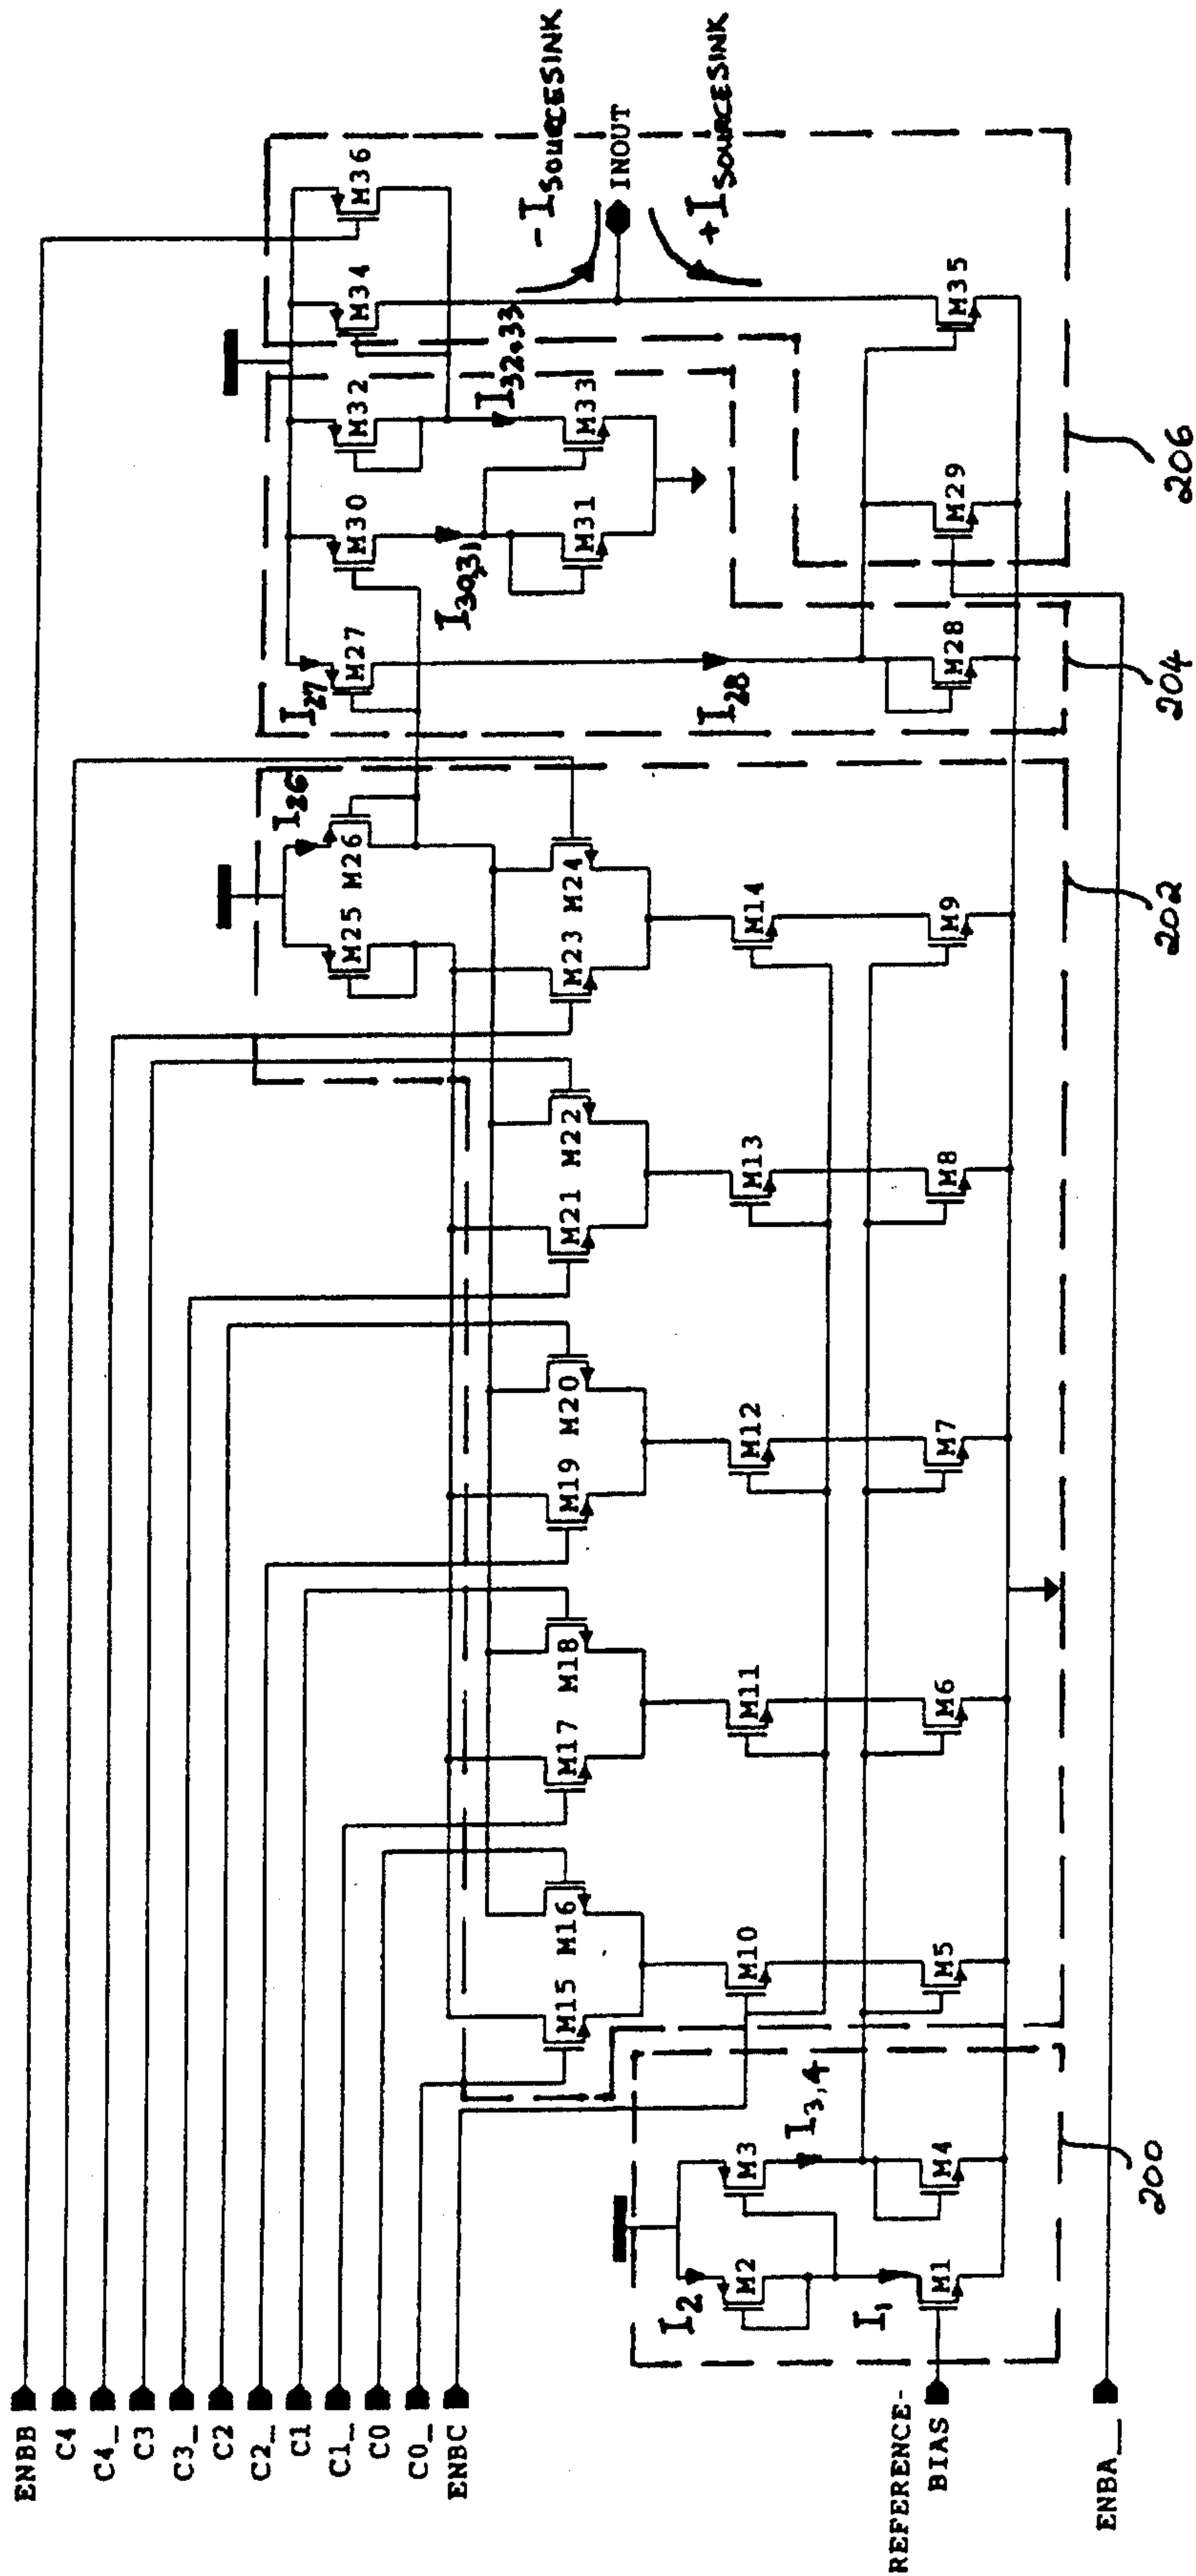 ENBB
C4
C4_
C3
C3_
C2
C2_
C1
C1_
C0
C0_
ENBC
REFERENCE-
BIAS
ENBA__
I2
I1
I3,4
M2
M3
M1
M4
200
M15 M16
M17 M18
M19 M20
M21 M22
M23 M24
M10
M11
M12
M13
M14
M5
M6
M7
M8
M9
M25 M26
I26
202
I27
M27
M30
M32
M34
M36
I30,31
I32,33
M31
M33
I28
M28
M29
M35
204
206
-ISOURCESINK
INOUT
+ISOURCESINK